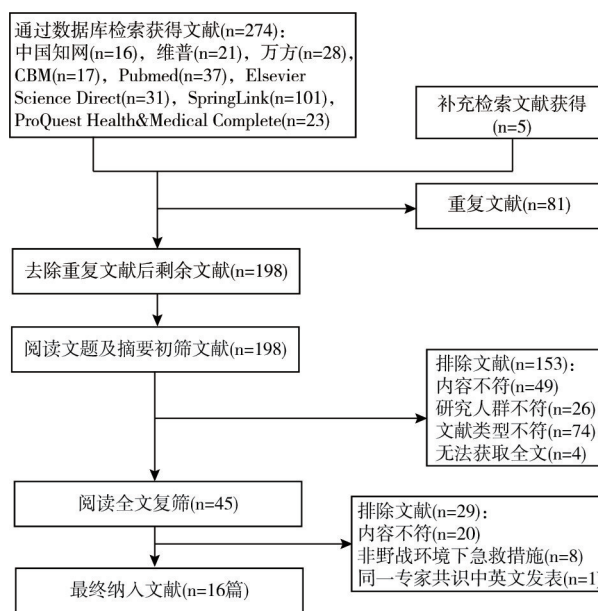 通过数据库检索获得文献(n=274)：
中国知网(n=16)，维普(n=21)，万方(n=28)，
CBM(n=17)，Pubmed(n=37)，Elsevier
Science Direct(n=31)，SpringLink(n=101)，
ProQuest Health&Medical Complete(n=23)
补充检索文献获得
(n=5)
重复文献(n=81)
去除重复文献后剩余文献(n=198)
阅读文题及摘要初筛文献(n=198)
排除文献(n=153)：
内容不符(n=49)
研究人群不符(n=26)
文献类型不符(n=74)
无法获取全文(n=4)
阅读全文复筛(n=45)
排除文献(n=29)：
内容不符(n=20)
非野战环境下急救措施(n=8)
同一专家共识中英文发表(n=1)
最终纳入文献(n=16篇)